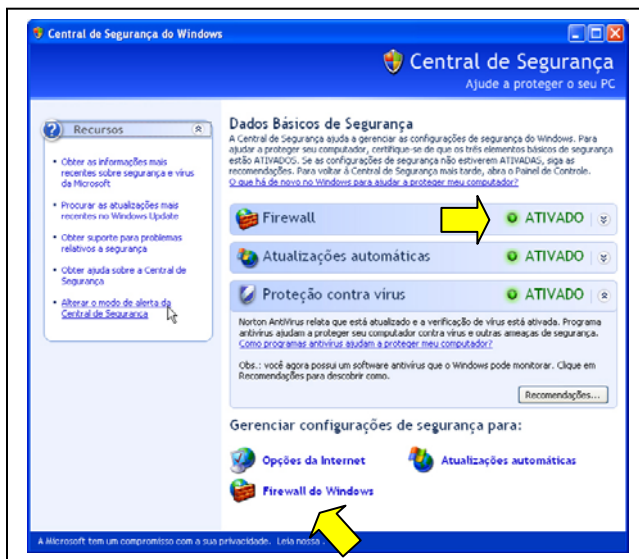 Central de Segurança do Windows
Central de Segurança
Ajude a proteger o seu PC
Recursos
• Obter as informações mais
recentes sobre segurança e vírus
da Microsoft
• Procurar as atualizações mais
recentes no Windows Update
• Obter suporte para problemas
relativos a segurança
• Obter ajuda sobre a Central de
Segurança
• Alterar o modo de alerta da
Central de Segurança
Dados Básicos de Segurança
A Central de Segurança ajuda a gerenciar as configurações de segurança do Windows. Para
ajudar a proteger seu computador, certifique-se de que os três elementos básicos de segurança
estão ATIVADOS. Se as configurações de segurança não estiverem ATIVADAS, siga as
recomendações. Para voltar à Central de Segurança mais tarde, abra o Painel de Controle.
O que há de novo no Windows para ajudar a proteger meu computador?
Firewall ATIVADO
Atualizações automáticas ATIVADO
Proteção contra vírus ATIVADO
Norton AntiVirus relata que está atualizado e a verificação de vírus está ativada. Programa
antivírus ajudam a proteger seu computador contra vírus e outras ameaças de segurança.
Como programas antivírus ajudam a proteger meu computador?
Obs.: você agora possui um software antivírus que o Windows pode monitorar. Clique em
Recomendações para descobrir como.
Recomendações...
Gerenciar configurações de segurança para:
Opções da Internet
Atualizações automáticas
Firewall do Windows
A Microsoft tem um compromisso com a sua privacidade. Leia nossa